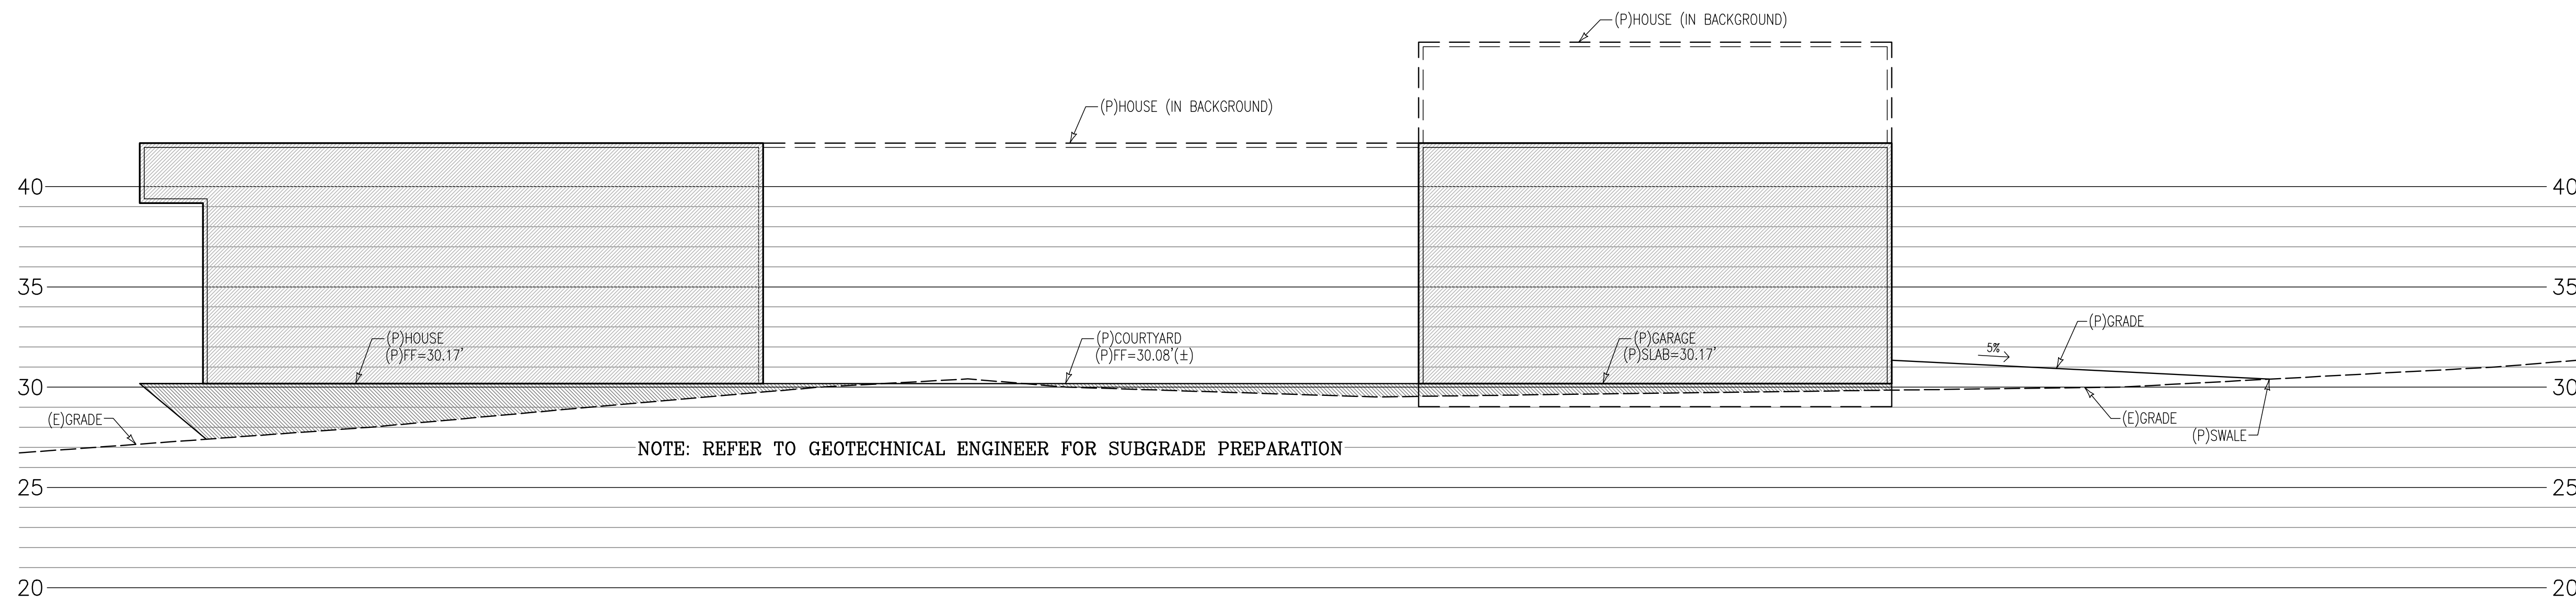 (P)HOUSE (IN BACKGROUND)
(P)HOUSE (IN BACKGROUND)
40
40
35
35
(P)HOUSE
(P)FF=30.17'
(P)COURTYARD
(P)FF=30.08'(±)
(P)GARAGE
(P)SLAB=30.17'
5%
(P)GRADE
30
30
(E)GRADE
(E)GRADE
(P)SWALE
NOTE: REFER TO GEOTECHNICAL ENGINEER FOR SUBGRADE PREPARATION
25
25
20
20